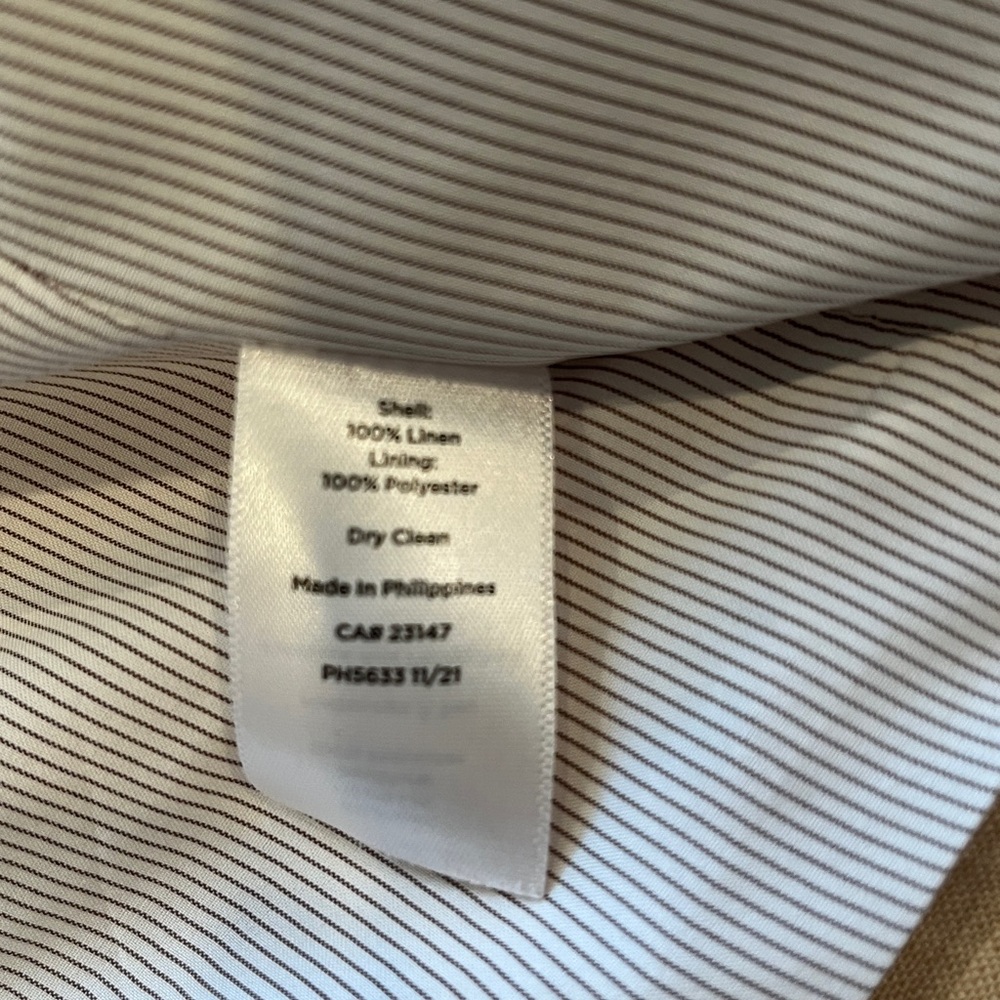 Shell:
100% Linen
Lining:
100% Polyester
Dry Clean
Made In Philippines
CA# 23147
PH5633 11/21